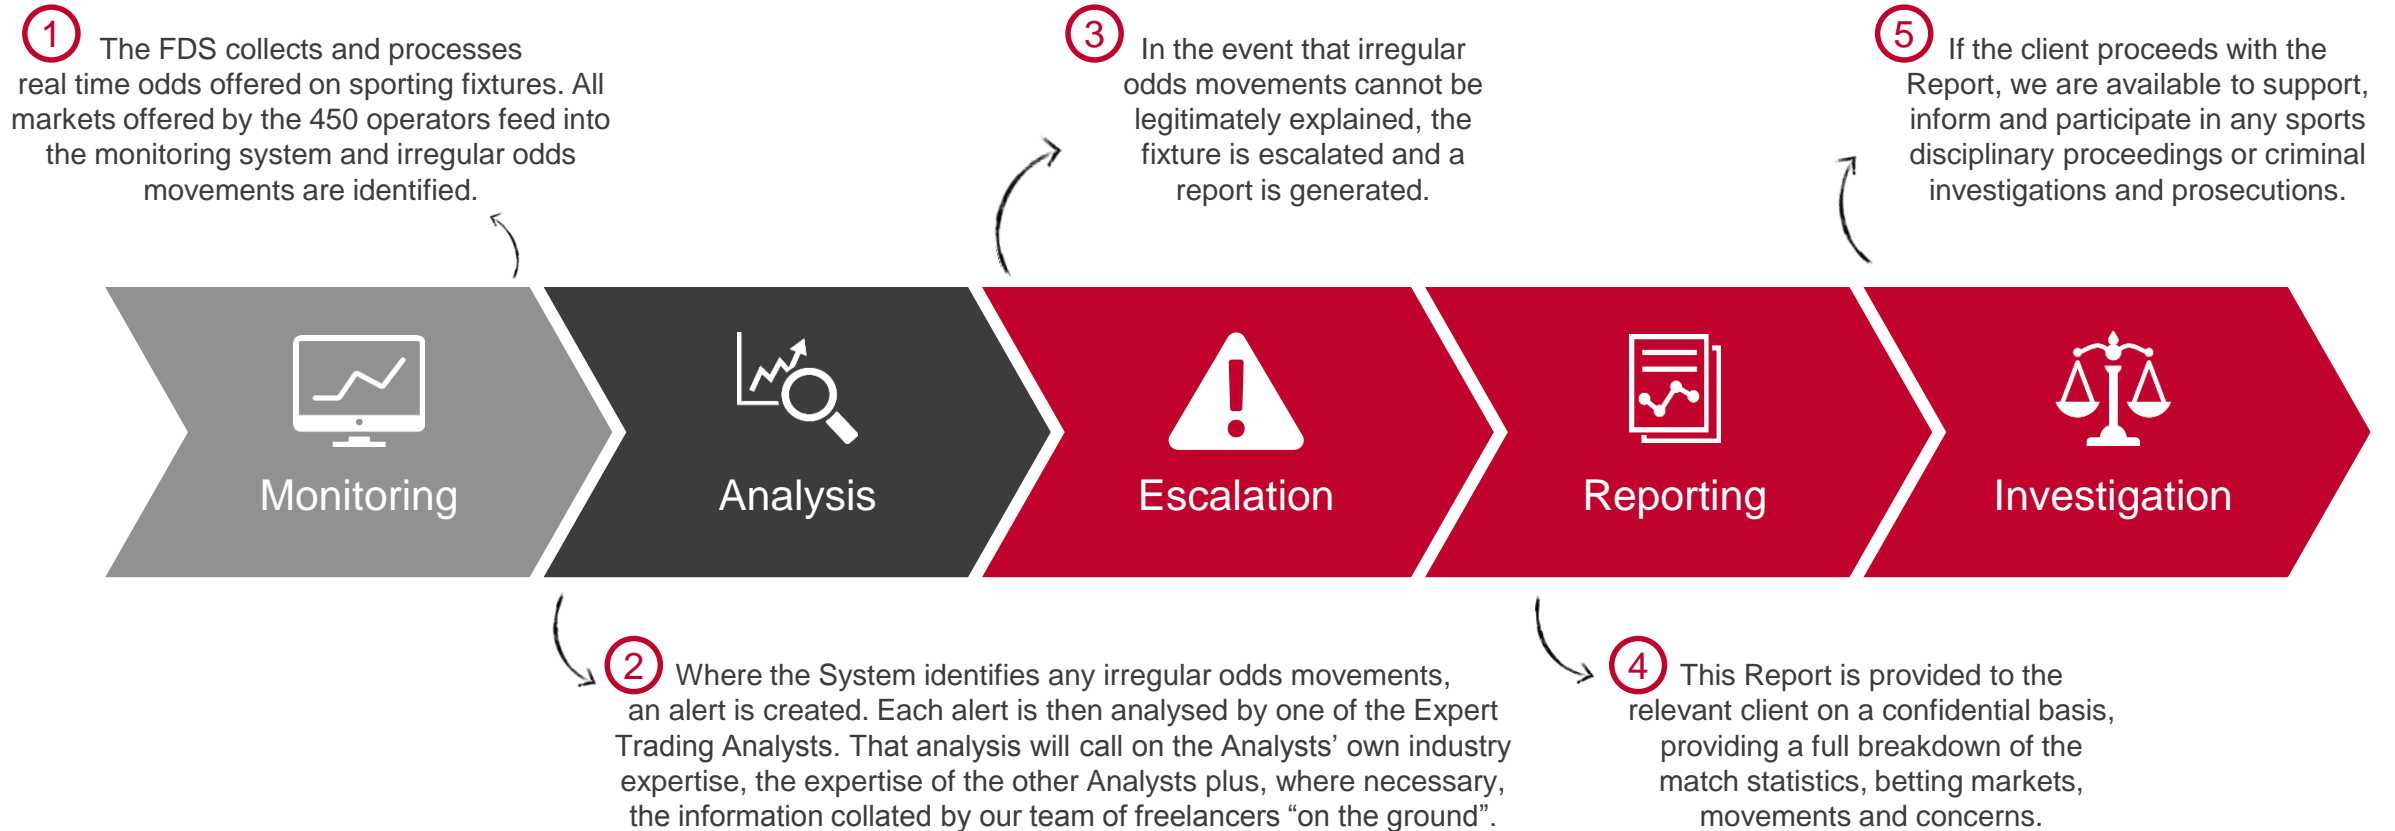 1
The FDS collects and processes
real time odds offered on sporting fixtures. All
markets offered by the 450 operators feed into
the monitoring system and irregular odds
movements are identified.
3
In the event that irregular
odds movements cannot be
legitimately explained, the
fixture is escalated and a
report is generated.
5
If the client proceeds with the
Report, we are available to support,
inform and participate in any sports
disciplinary proceedings or criminal
investigations and prosecutions.
Monitoring
Analysis
Escalation
Reporting
Investigation
2
Where the System identifies any irregular odds movements,
an alert is created. Each alert is then analysed by one of the Expert
Trading Analysts. That analysis will call on the Analysts’ own industry
expertise, the expertise of the other Analysts plus, where necessary,
the information collated by our team of freelancers “on the ground”.
4
This Report is provided to the
relevant client on a confidential basis,
providing a full breakdown of the
match statistics, betting markets,
movements and concerns.